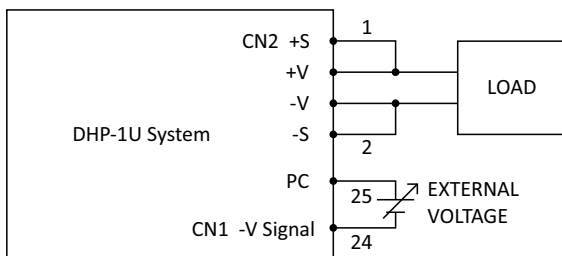 CN2 +S 1
+V
LOAD
-V
DHP-1U System -S
2
PC
25 EXTERNAL
VOLTAGE
CN1 -V Signal
24